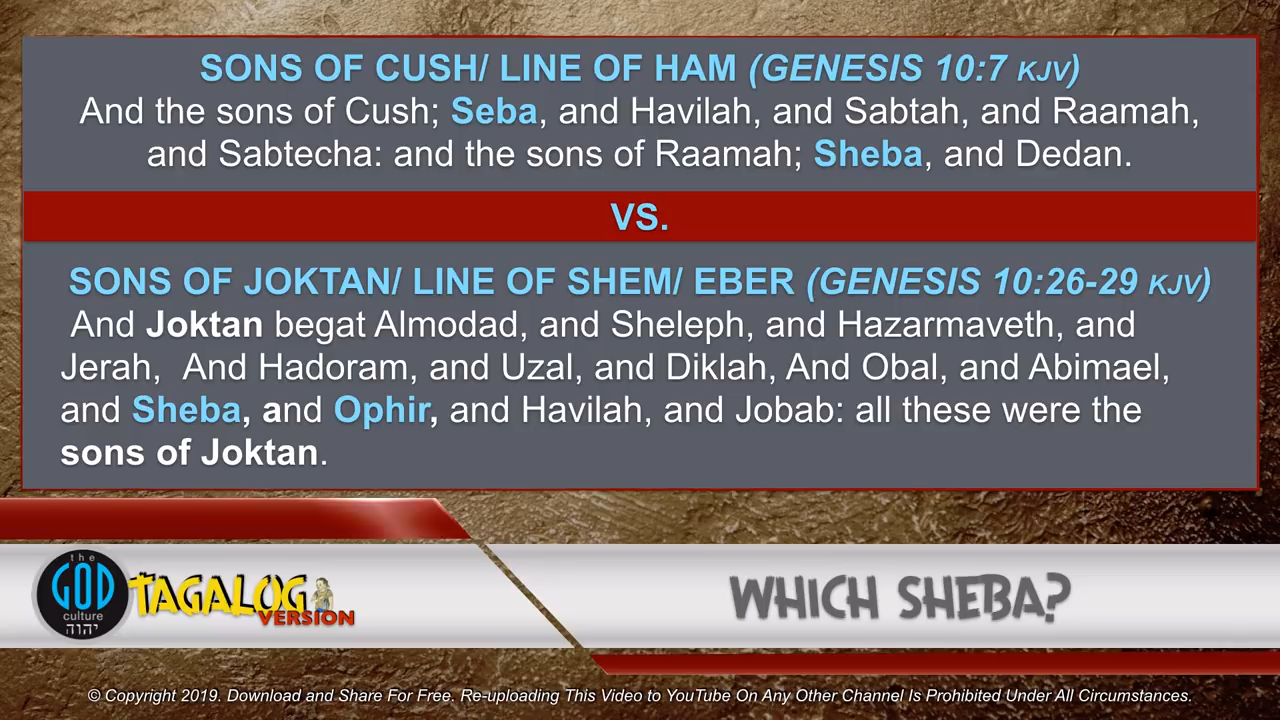 SONS OF CUSH/ LINE OF HAM (GENESIS 10:7 KJV)
And the sons of Cush; Seba, and Havilah, and Sabtah, and Raamah,
and Sabtecha: and the sons of Raamah; Sheba, and Dedan.
VS.
SONS OF JOKTAN/ LINE OF SHEM/ EBER (GENESIS 10:26-29 KJV)
And Joktan begat Almodad, and Sheleph, and Hazarmaveth, and
Jerah,  And Hadoram, and Uzal, and Diklah, And Obal, and Abimael,
and Sheba, and Ophir, and Havilah, and Jobab: all these were the
sons of Joktan.
the
GOD
culture
יהוה
TAGALOG
VERSION
WHICH SHEBA?
© Copyright 2019. Download and Share For Free. Re-uploading This Video to YouTube On Any Other Channel Is Prohibited Under All Circumstances.